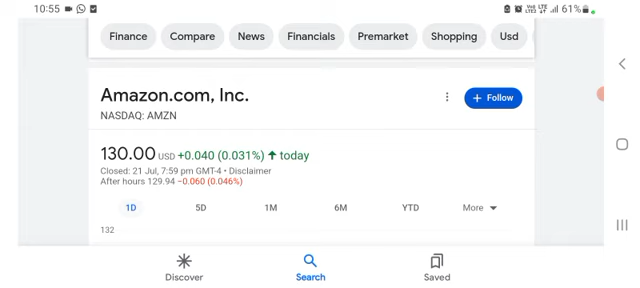 10:55 61%
Finance Compare News Financials Premarket Shopping Usd
Amazon.com, Inc.
+ Follow
NASDAQ: AMZN
130.00 USD +0.040 (0.031%) ↑ today
Closed: 21 Jul, 7:59 pm GMT-4 • Disclaimer
After hours 129.94 −0.060 (0.046%)
1D 5D 1M 6M YTD More
132
Discover Search Saved